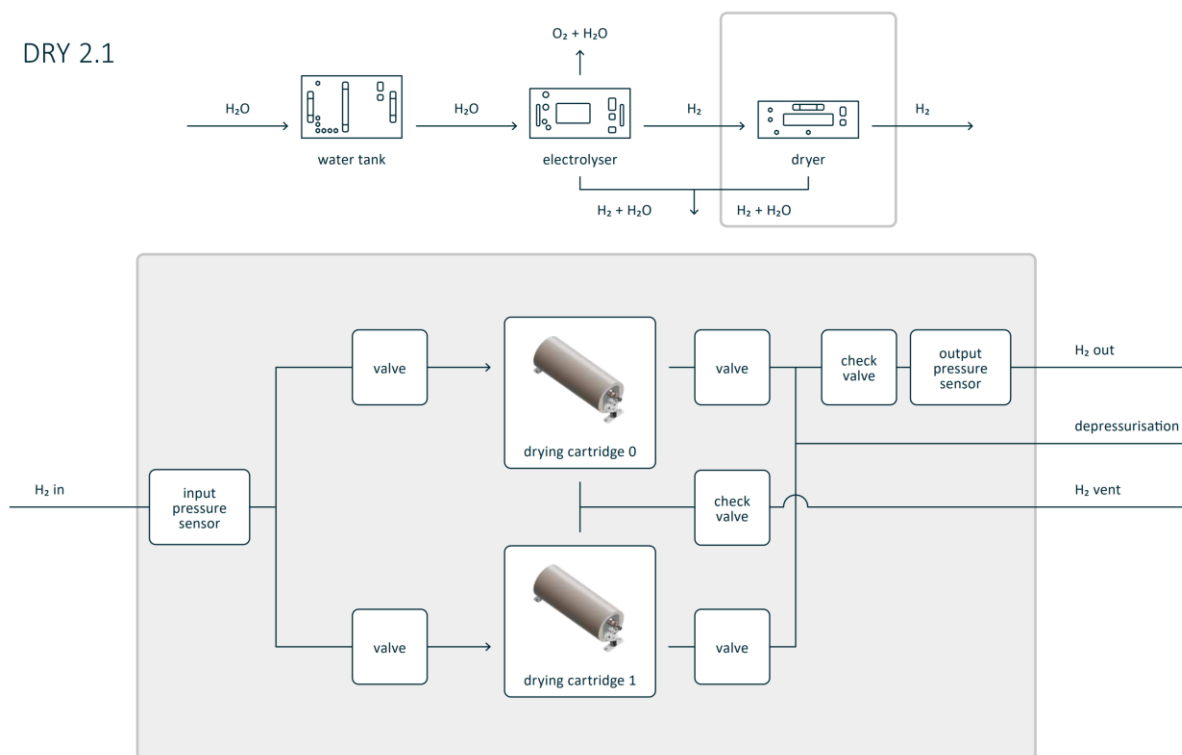 DRY 2.1
O₂ + H₂O
H₂O
H₂O
H₂
H₂
water tank
electrolyser
dryer
H₂ + H₂O
H₂ + H₂O
valve
drying cartridge 0
valve
check
valve
output
pressure
sensor
H₂ out
depressurisation
H₂ in
input
pressure
sensor
check
valve
H₂ vent
valve
drying cartridge 1
valve